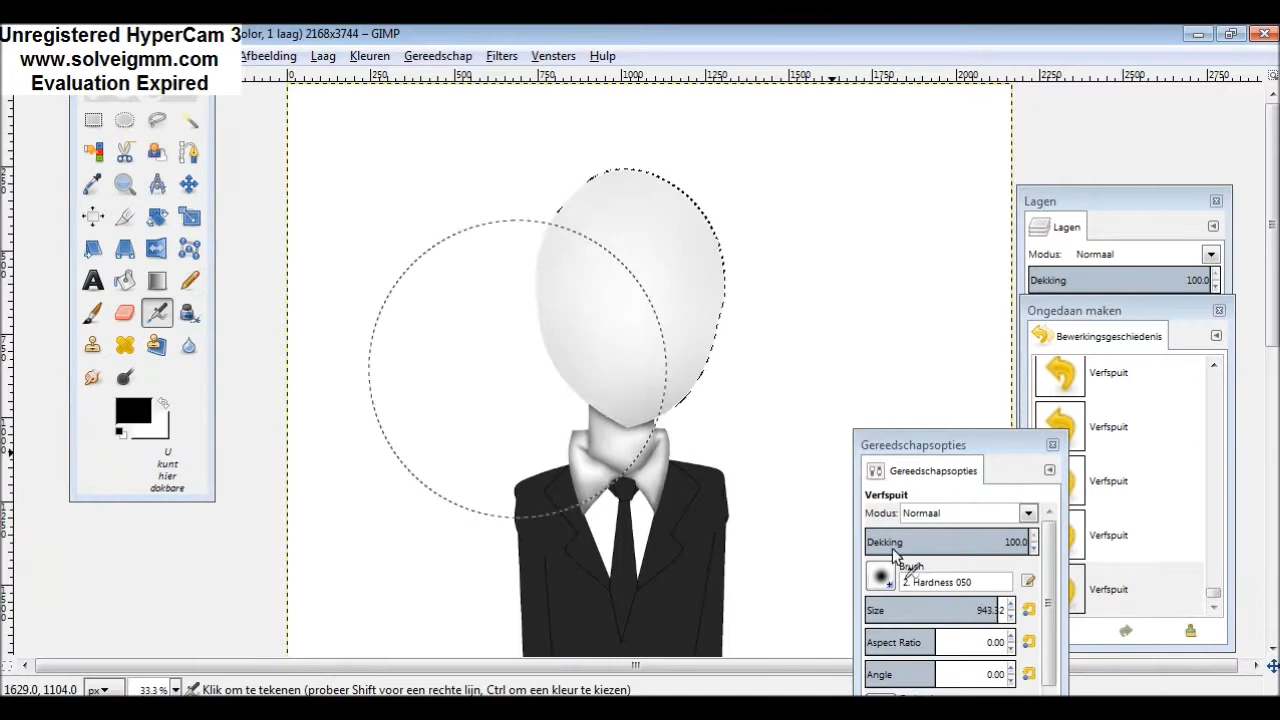 Unregistered HyperCam 3
www.solveigmm.com
Evaluation Expired
olor, 1 laag) 2168x3744 – GIMP
Afbeelding Laag Kleuren Gereedschap Filters Vensters Hulp
0 250 500 750 1000 1250 1500 1750 2000 2250 2500 2750
U
kunt
hier
dokbare
Lagen
Lagen
Modus: Normaal
Dekking 100.0
Ongedaan maken
Bewerkingsgeschiedenis
Verfspuit
Verfspuit
Verfspuit
Verfspuit
Verfspuit
Gereedschapsopties
Gereedschapsopties
Verfspuit
Modus: Normaal
Dekking 100.0
Brush
2. Hardness 050
Size 943.32
Aspect Ratio 0.00
Angle 0.00
1629.0, 1104.0 px 33.3 % Klik om te tekenen (probeer Shift voor een rechte lijn, Ctrl om een kleur te kiezen)